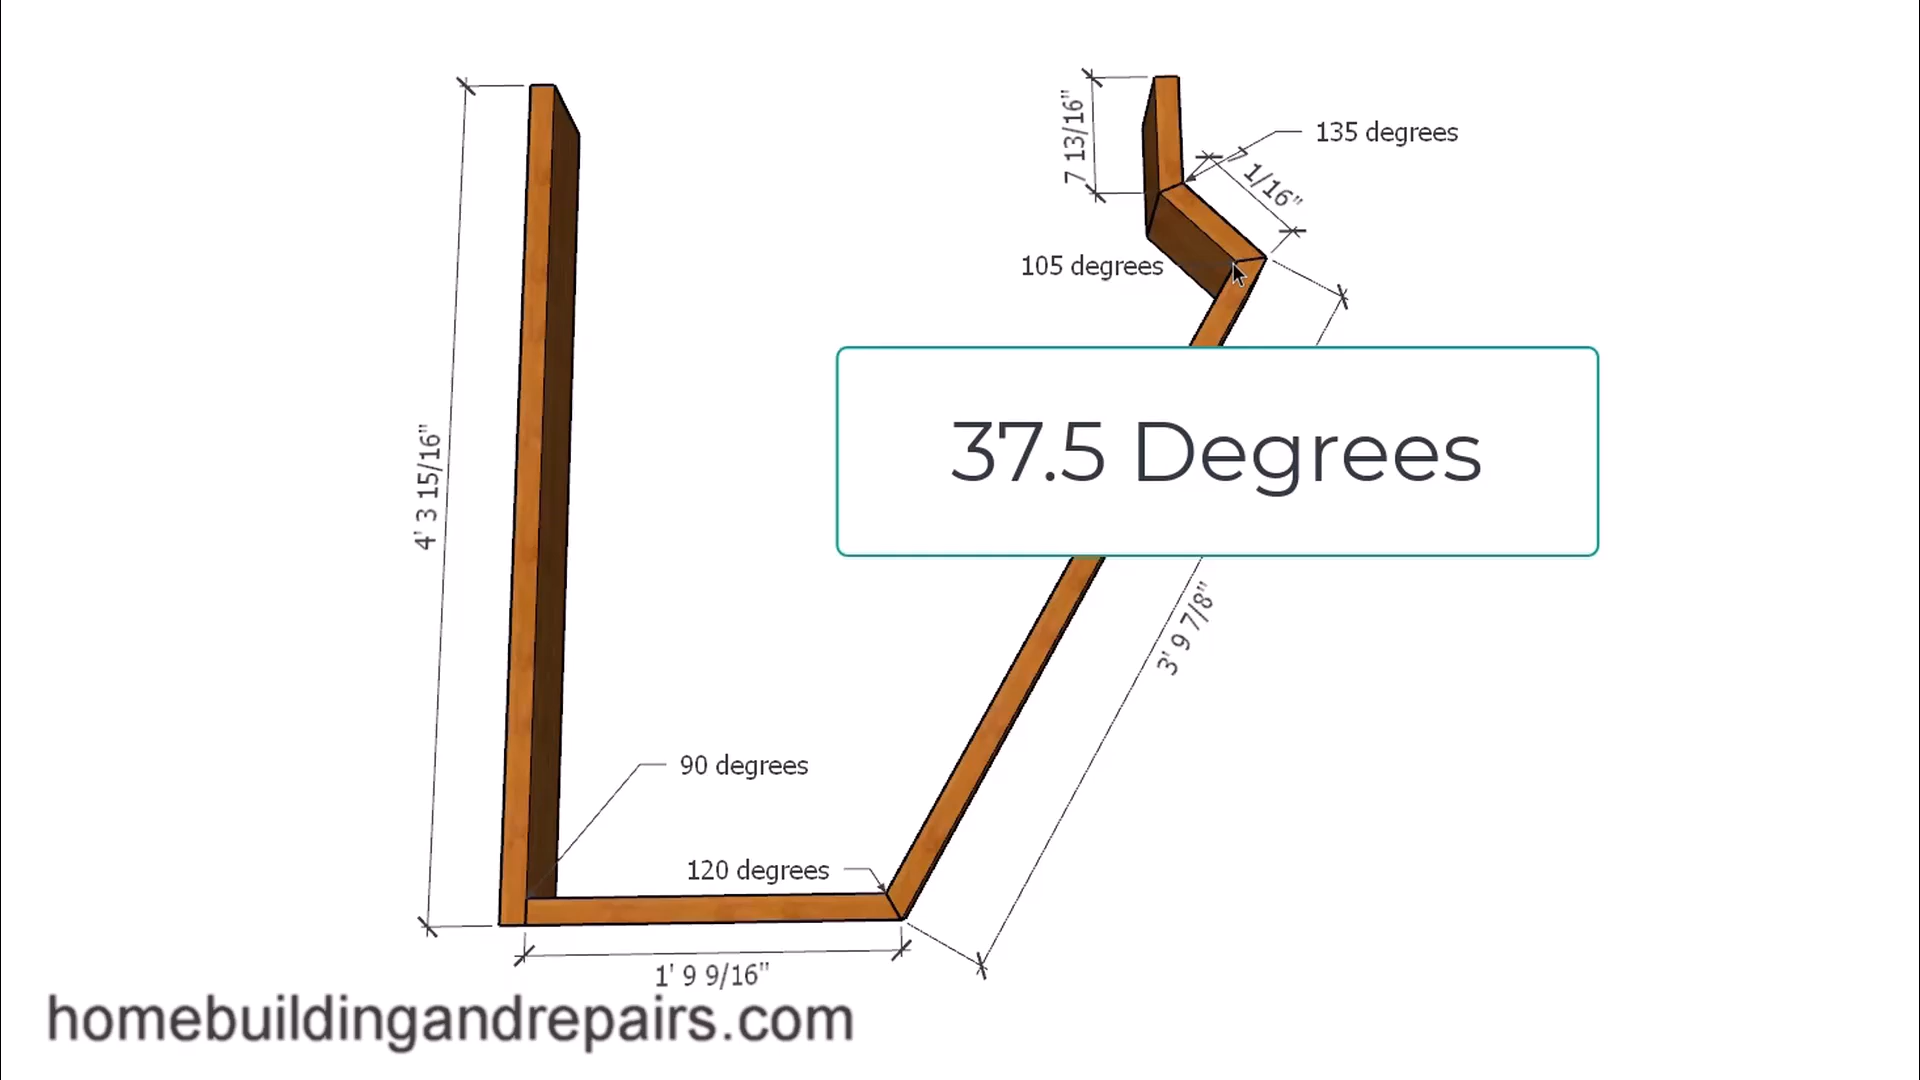 7 13/16"
135 degrees
7 1/16"
105 degrees
37.5 Degrees
4' 3 15/16"
3' 9 7/8"
90 degrees
120 degrees
1' 9 9/16"
homebuildingandrepairs.com